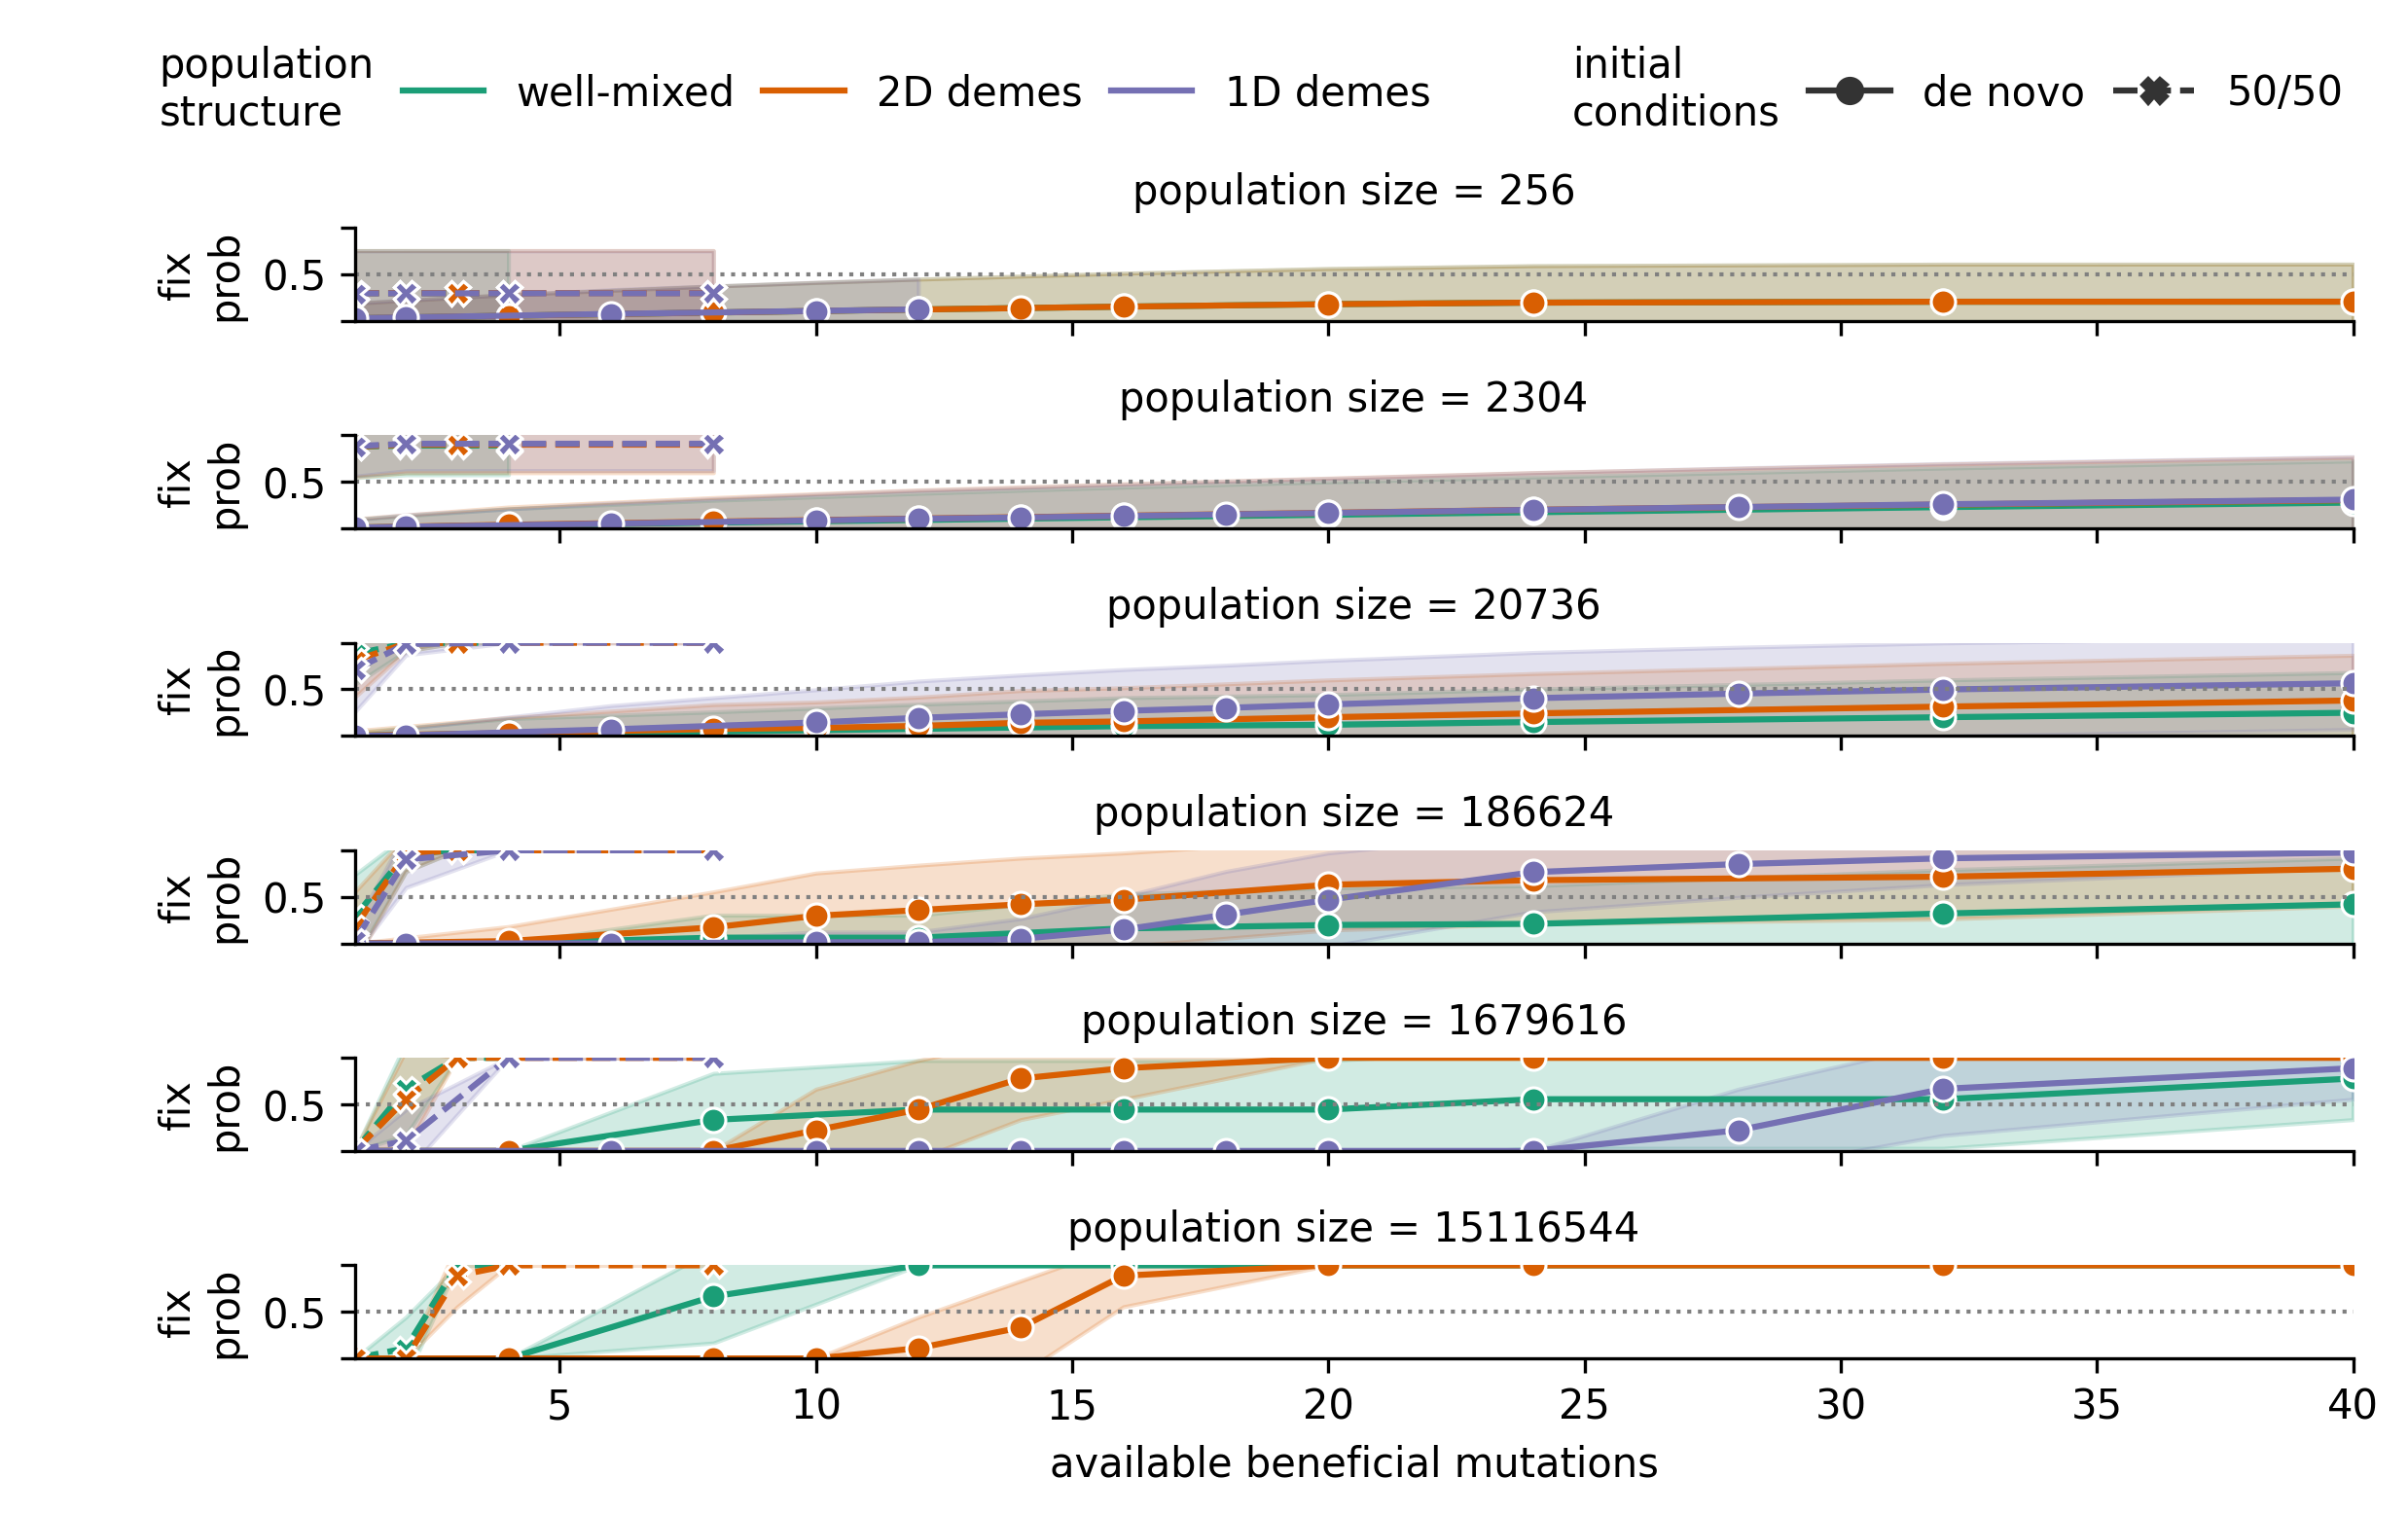 population
structure
well-mixed
2D demes
1D demes
initial
conditions
de novo
50/50
population size = 256
fix
prob
0.5
population size = 2304
fix
prob
0.5
population size = 20736
fix
prob
0.5
population size = 186624
fix
prob
0.5
population size = 1679616
fix
prob
0.5
population size = 15116544
fix
prob
0.5
5 10 15 20 25 30 35 40
available beneficial mutations